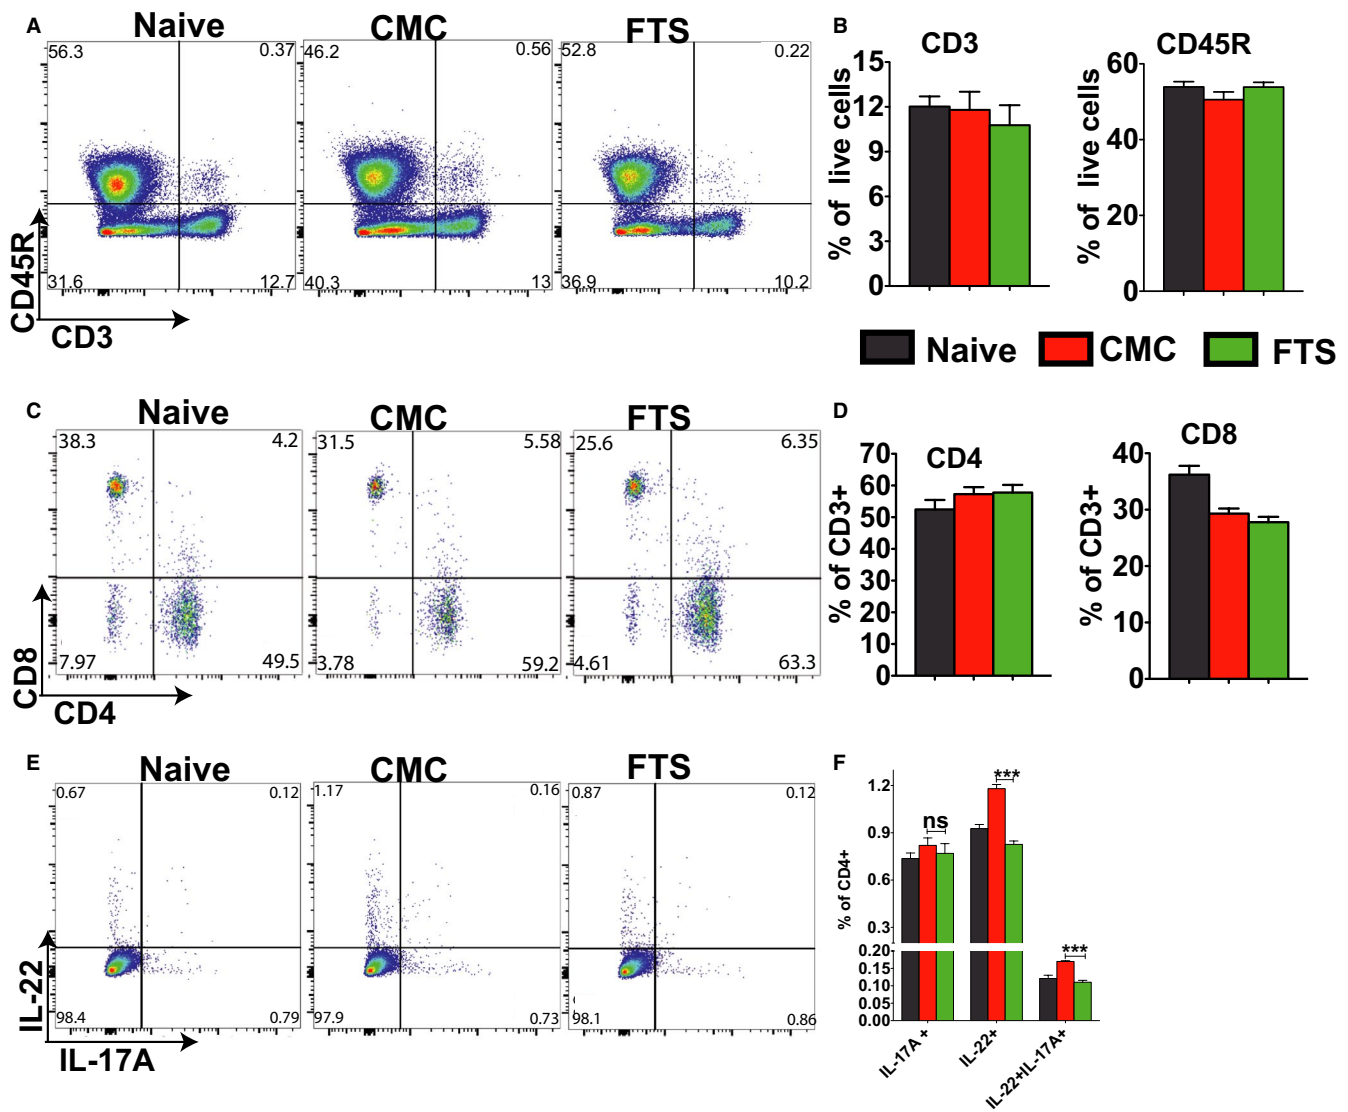 A
Naive
CMC
FTS
56.3
0.37
46.2
0.56
52.8
0.22
31.6
12.7
40.3
13
36.9
10.2
CD45R
CD3
B
CD3
% of live cells
15
12
9
6
3
0
CD45R
% of live cells
60
40
20
0
Naive
CMC
FTS
C
Naive
CMC
FTS
38.3
4.2
31.5
5.58
25.6
6.35
7.97
49.5
3.78
59.2
4.61
63.3
CD8
CD4
D
CD4
% of CD3+
70
60
50
40
30
20
10
0
CD8
% of CD3+
40
30
20
10
0
E
Naive
CMC
FTS
0.67
0.12
1.17
0.16
0.87
0.12
98.4
0.79
97.9
0.73
98.1
0.86
IL-22
IL-17A
F
% of CD4+
1.2
0.9
0.6
0.3
0.20
0.15
0.10
0.05
0.00
ns
***
***
IL-17A +
IL-22+
IL-22+IL-17A+